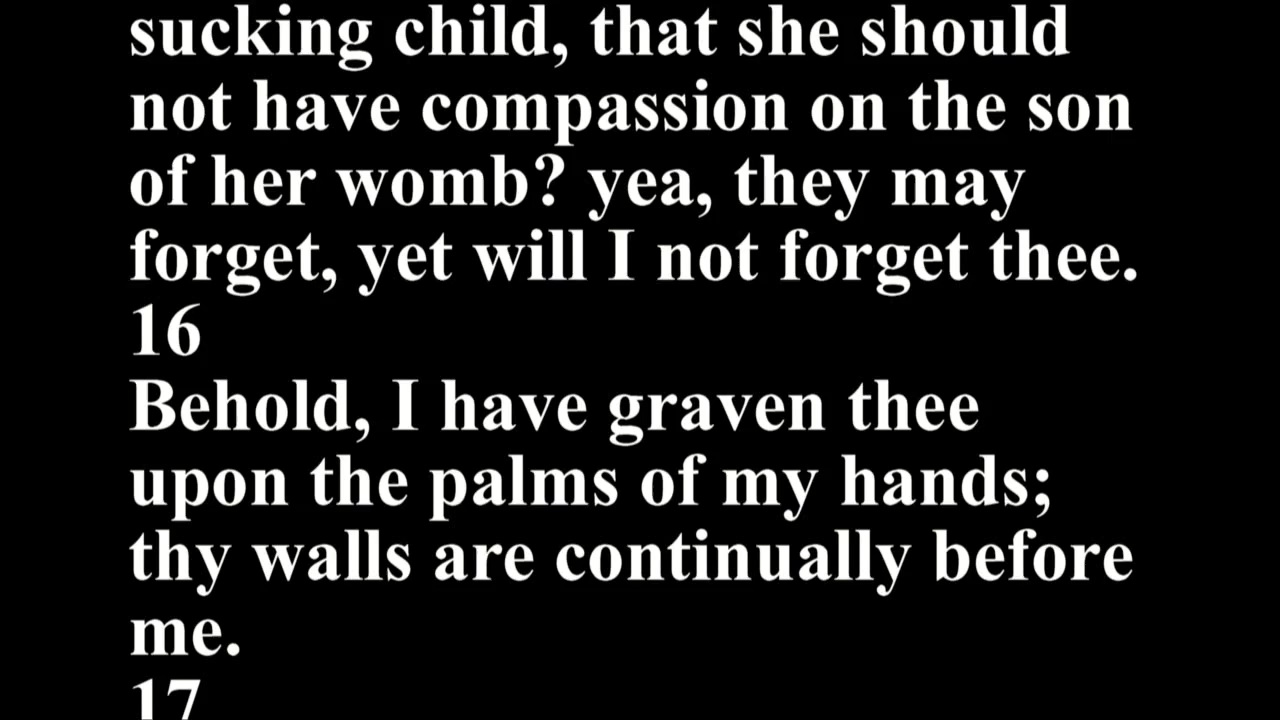 sucking child, that she should
not have compassion on the son
of her womb? yea, they may
forget, yet will I not forget thee.
16
Behold, I have graven thee
upon the palms of my hands;
thy walls are continually before
me.
17